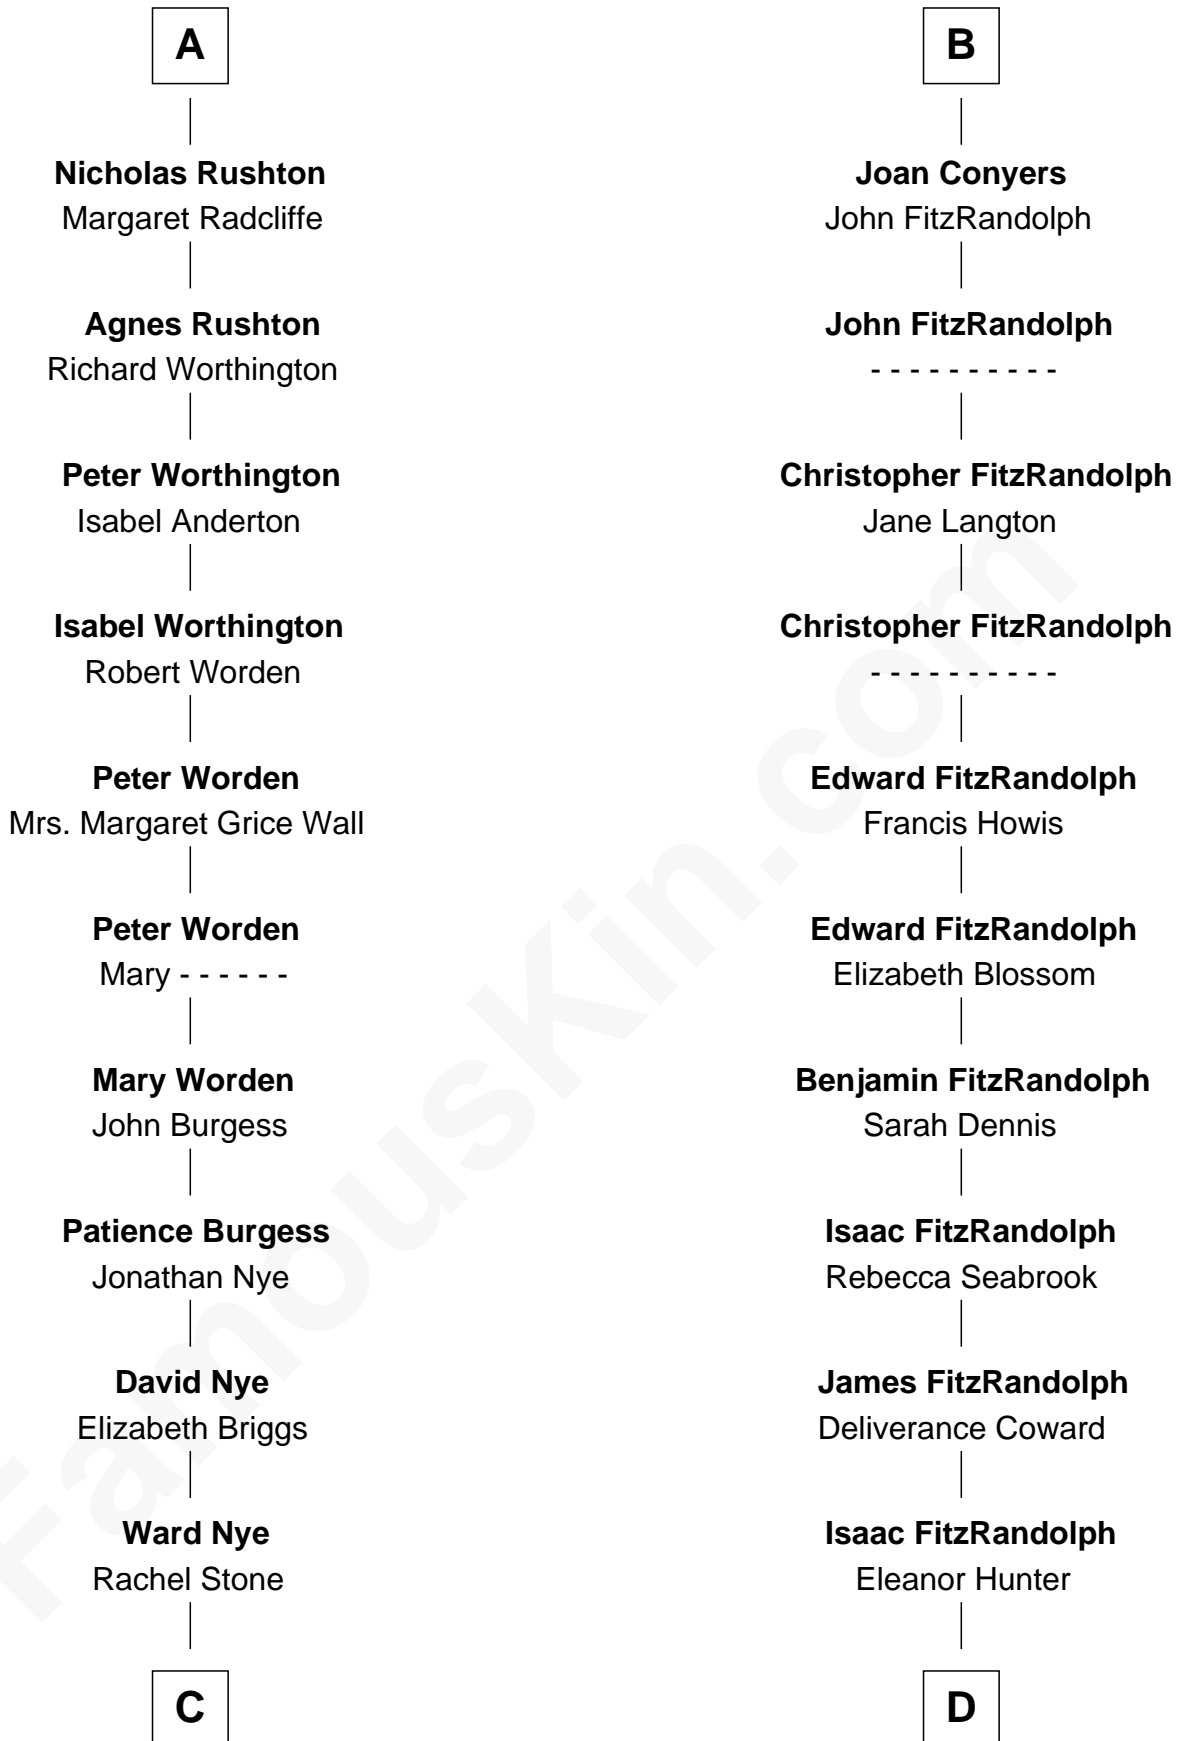 A
Nicholas Rushton
Margaret Radcliffe
Agnes Rushton
Richard Worthington
Peter Worthington
Isabel Anderton
Isabel Worthington
Robert Worden
Peter Worden
Mrs. Margaret Grice Wall
Peter Worden
Mary - - - - - -
Mary Worden
John Burgess
Patience Burgess
Jonathan Nye
David Nye
Elizabeth Briggs
Ward Nye
Rachel Stone
C
B
Joan Conyers
John FitzRandolph
John FitzRandolph
- - - - - - - - - -
Christopher FitzRandolph
Jane Langton
Christopher FitzRandolph
- - - - - - - - - -
Edward FitzRandolph
Francis Howis
Edward FitzRandolph
Elizabeth Blossom
Benjamin FitzRandolph
Sarah Dennis
Isaac FitzRandolph
Rebecca Seabrook
James FitzRandolph
Deliverance Coward
Isaac FitzRandolph
Eleanor Hunter
D
FamousKin.com